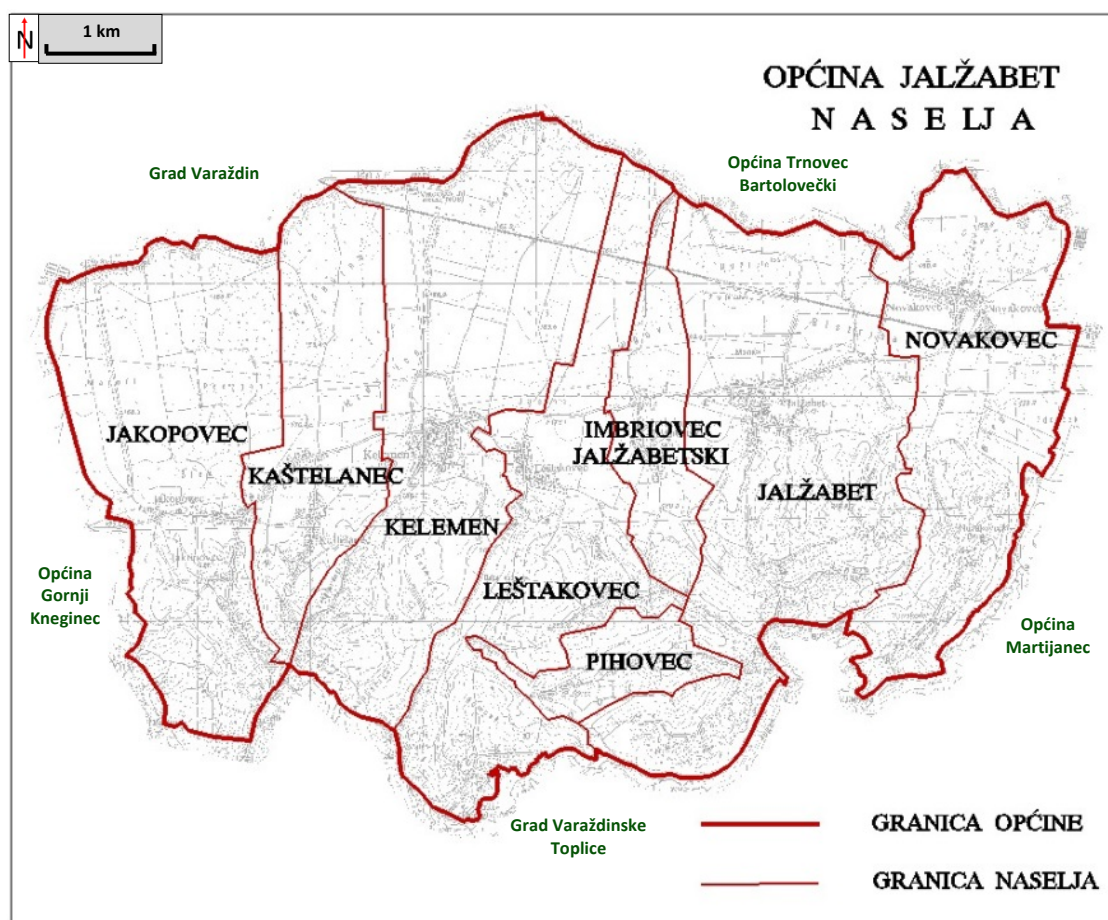 N
1 km
OPĆINA JALŽABET
N A S E L J A
Grad Varaždin
Općina Trnovec
Bartolovečki
NOVAKOVEC
JAKOPOVEC
IMBRIOVEC
JALŽABETSKI
KAŠTELANEC
JALŽABET
KELEMEN
LEŠTAKOVEC
Općina
Gornji
Kneginec
PIHOVEC
Općina
Martijanec
Grad Varaždinske
Toplice
GRANICA OPĆINE
GRANICA NASELJA